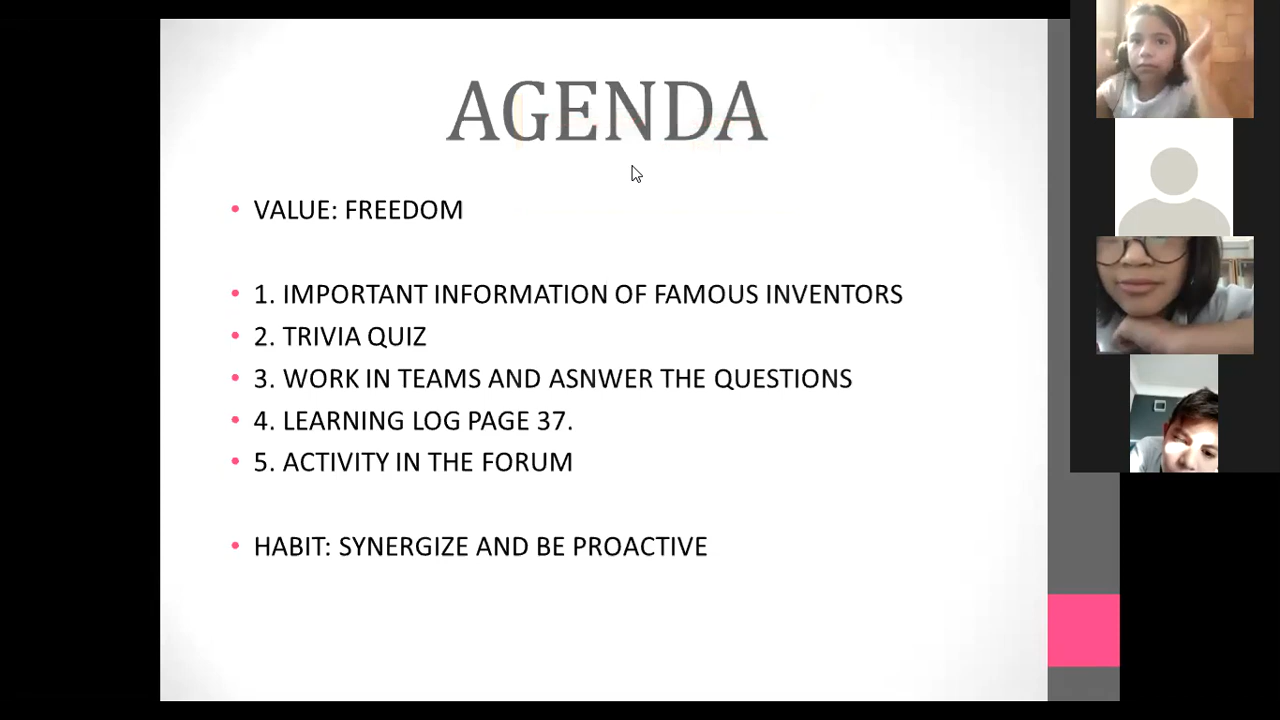 AGENDA
• VALUE: FREEDOM
• 1. IMPORTANT INFORMATION OF FAMOUS INVENTORS
• 2. TRIVIA QUIZ
• 3. WORK IN TEAMS AND ASNWER THE QUESTIONS
• 4. LEARNING LOG PAGE 37.
• 5. ACTIVITY IN THE FORUM
• HABIT: SYNERGIZE AND BE PROACTIVE